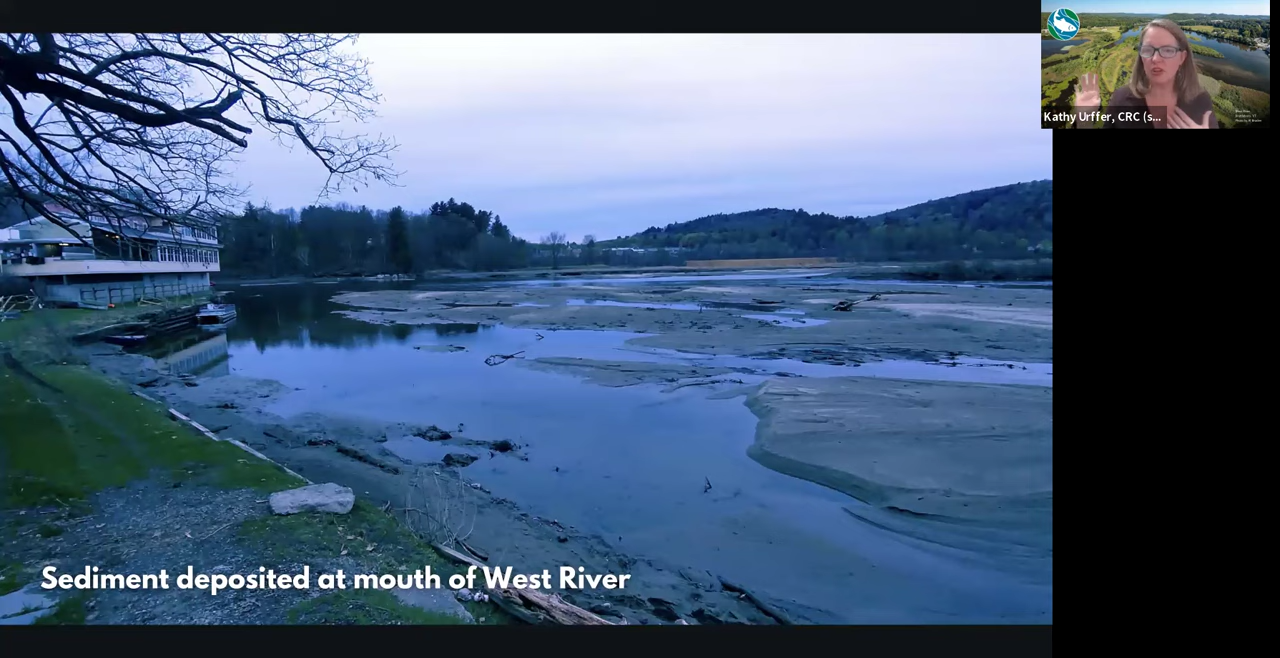 Kathy Urffer, CRC (s...
Sediment deposited at mouth of West River